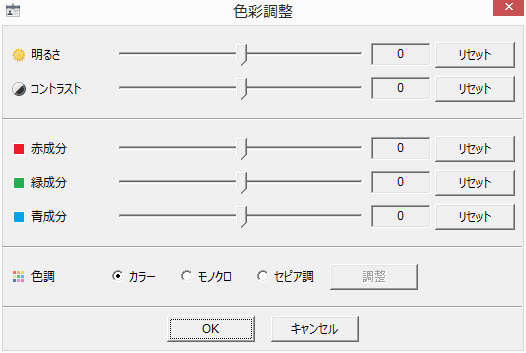 色彩調整
明るさ 0 リセット
コントラスト 0 リセット
赤成分 0 リセット
緑成分 0 リセット
青成分 0 リセット
色調 カラー モノクロ セピア調 調整
OK キャンセル